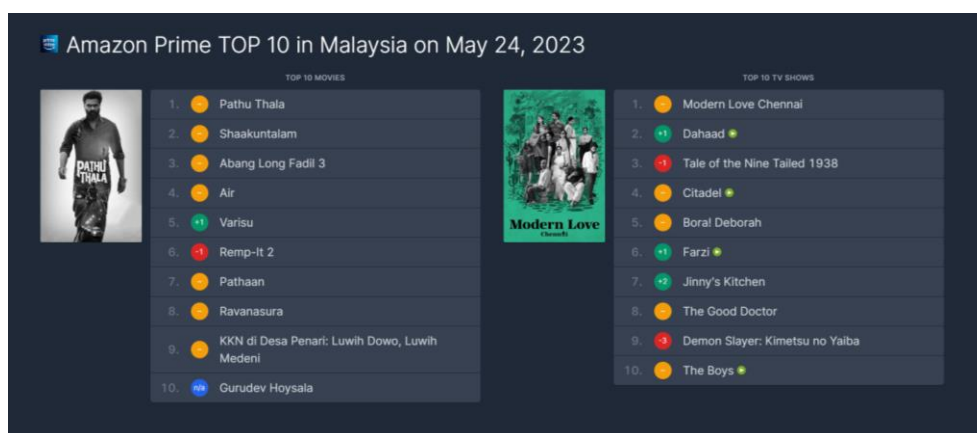 Amazon Prime TOP 10 in Malaysia on May 24, 2023
TOP 10 MOVIES
PATHU
THALA
1. – Pathu Thala
2. – Shaakuntalam
3. – Abang Long Fadil 3
4. – Air
5. +1 Varisu
6. -1 Remp-It 2
7. – Pathaan
8. – Ravanasura
9. – KKN di Desa Penari: Luwih Dowo, Luwih
Medeni
10. n/a Gurudev Hoysala
TOP 10 TV SHOWS
Modern Love
Chennai
1. – Modern Love Chennai
2. +1 Dahaad
3. -1 Tale of the Nine Tailed 1938
4. – Citadel
5. – Bora! Deborah
6. +1 Farzi
7. +2 Jinny's Kitchen
8. – The Good Doctor
9. -3 Demon Slayer: Kimetsu no Yaiba
10. – The Boys